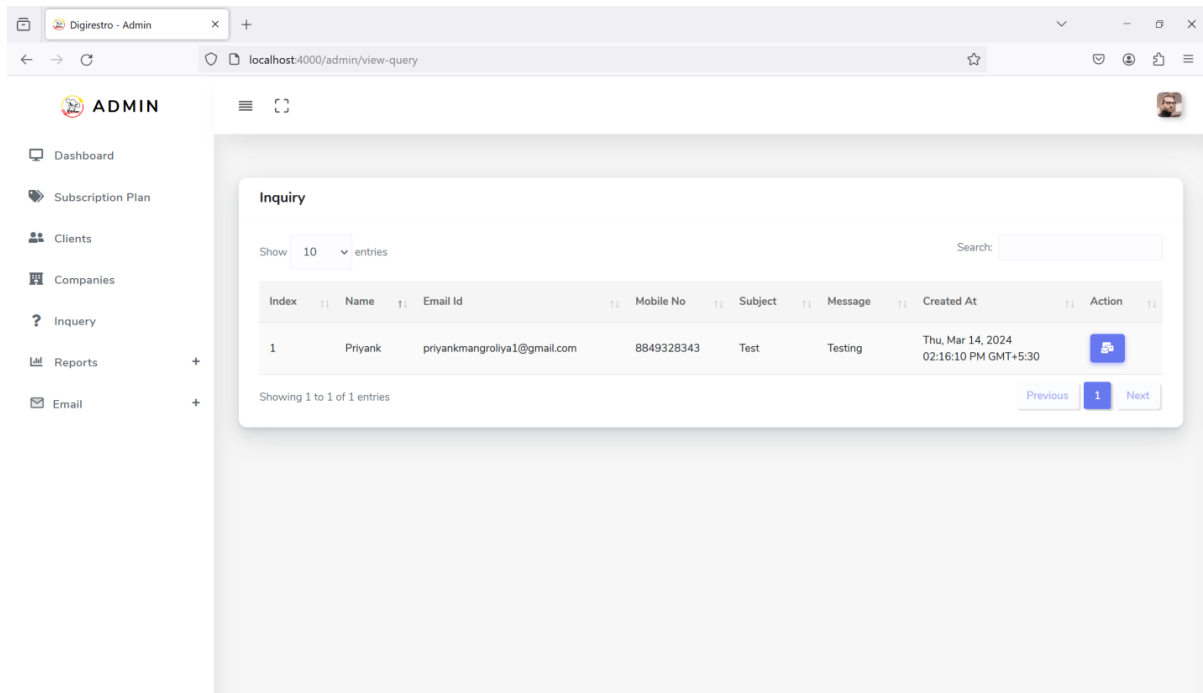 Digirestro - Admin
localhost:4000/admin/view-query
ADMIN
Dashboard
Subscription Plan
Clients
Companies
Inquery
Reports +
Email +
Inquiry
Show 10 entries
Search:
Index Name Email Id Mobile No Subject Message Created At Action
1 Priyank priyankmangroliya1@gmail.com 8849328343 Test Testing Thu, Mar 14, 2024
02:16:10 PM GMT+5:30
Showing 1 to 1 of 1 entries
Previous 1 Next